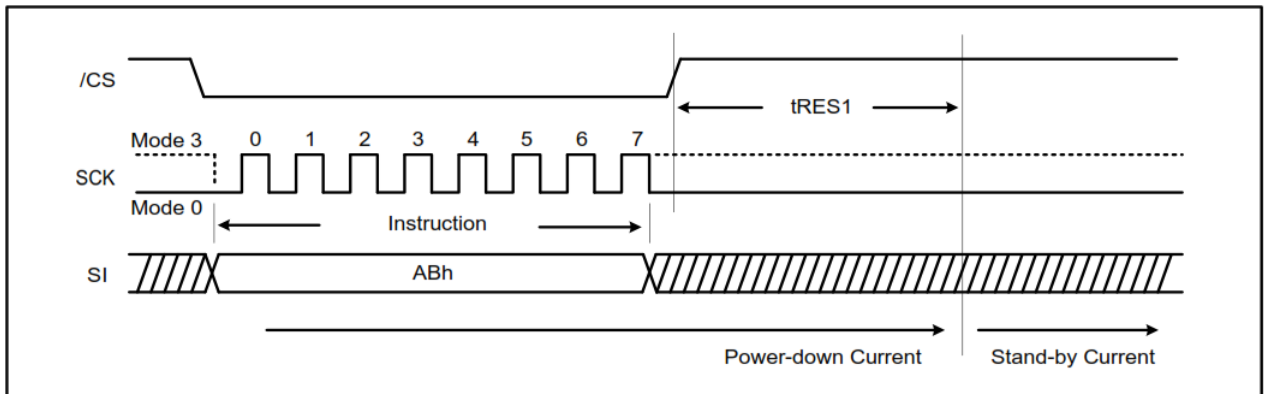 /CS
tRES1
Mode 3 0 1 2 3 4 5 6 7
SCK
Mode 0
Instruction
SI ABh
Power-down Current Stand-by Current